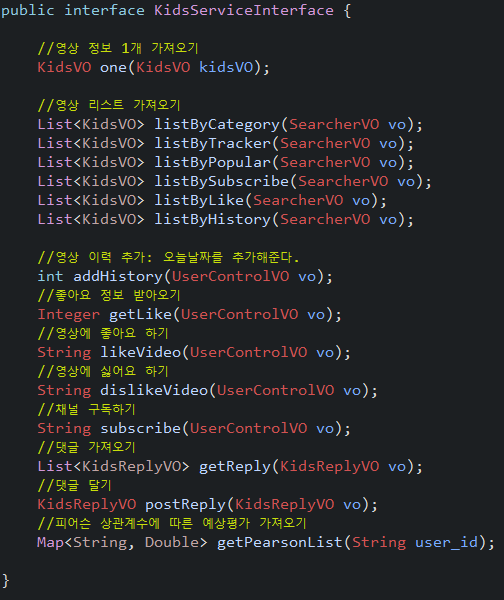 public interface KidsServiceInterface {
//영상 정보 1개 가져오기
KidsVO one(KidsVO kidsVO);
//영상 리스트 가져오기
List<KidsVO> listByCategory(SearcherVO vo);
List<KidsVO> listByTracker(SearcherVO vo);
List<KidsVO> listByPopular(SearcherVO vo);
List<KidsVO> listBySubscribe(SearcherVO vo);
List<KidsVO> listByLike(SearcherVO vo);
List<KidsVO> listByHistory(SearcherVO vo);
//영상 이력 추가: 오늘날짜를 추가해준다.
int addHistory(UserControlVO vo);
//좋아요 정보 받아오기
Integer getLike(UserControlVO vo);
//영상에 좋아요 하기
String likeVideo(UserControlVO vo);
//영상에 싫어요 하기
String dislikeVideo(UserControlVO vo);
//채널 구독하기
String subscribe(UserControlVO vo);
//댓글 가져오기
List<KidsReplyVO> getReply(KidsReplyVO vo);
//댓글 달기
KidsReplyVO postReply(KidsReplyVO vo);
//피어슨 상관계수에 따른 예상평가 가져오기
Map<String, Double> getPearsonList(String user_id);
}